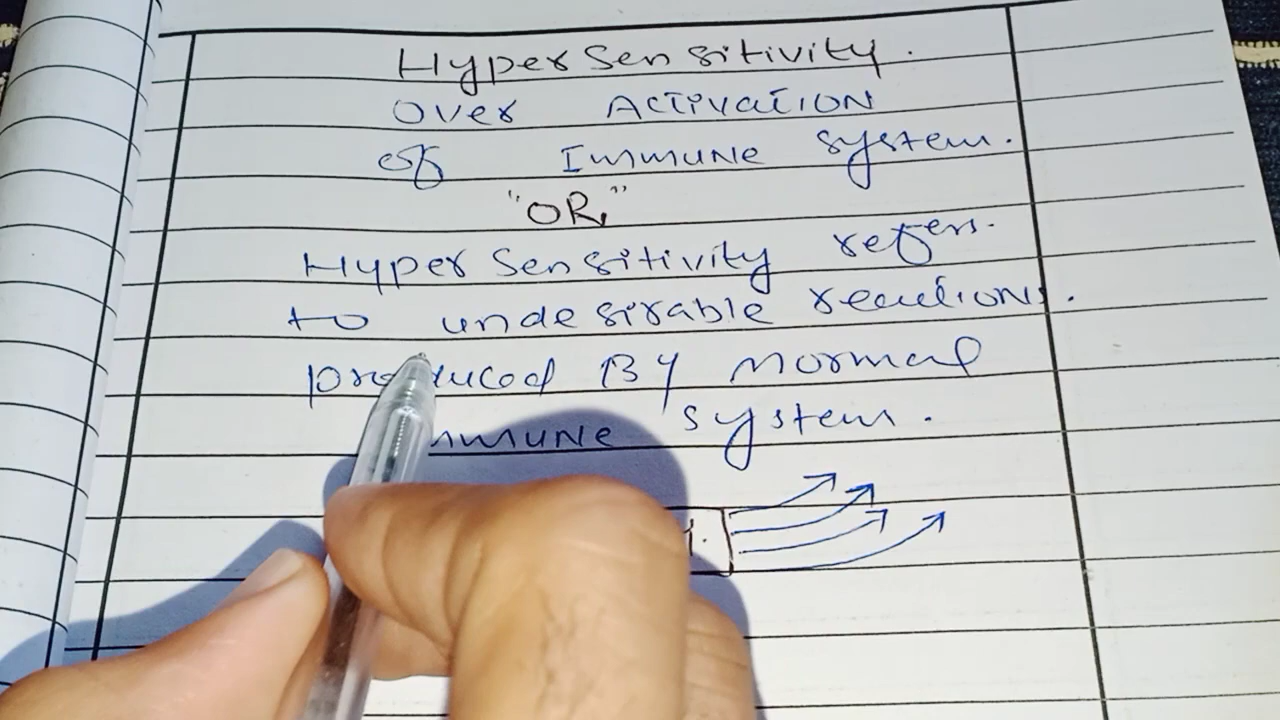 HyperSensitivity.
Over Activation
of Immune system.
"OR"
HyperSensitivity refers.
to undesirable reactions.
produced By normal
immune system.